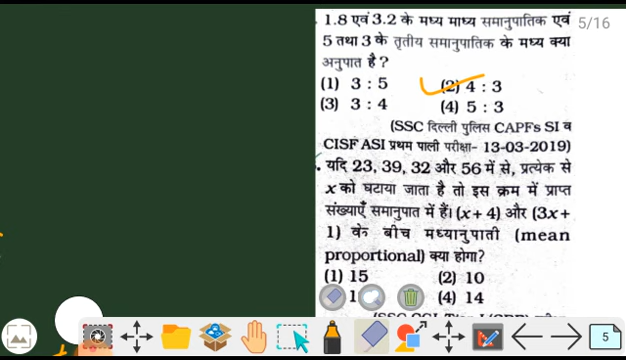 1.8 एवं 3.2 के मध्य माध्य समानुपातिक एवं
5/16
5 तथा 3 के तृतीय समानुपातिक के मध्य क्या
अनुपात है?
(1) 3 : 5 (2) 4 : 3
(3) 3 : 4 (4) 5 : 3
(SSC दिल्ली पुलिस CAPFs SI व
CISF ASI प्रथम पाली परीक्षा- 13-03-2019)
. यदि 23, 39, 32 और 56 में से, प्रत्येक से
x को घटाया जाता है तो इस क्रम में प्राप्त
संख्याएँ समानुपात में हैं। (x + 4) और (3x +
1) के बीच मध्यानुपाती (mean
proportional) क्या होगा?
(1) 15 (2) 10
(4) 14
5